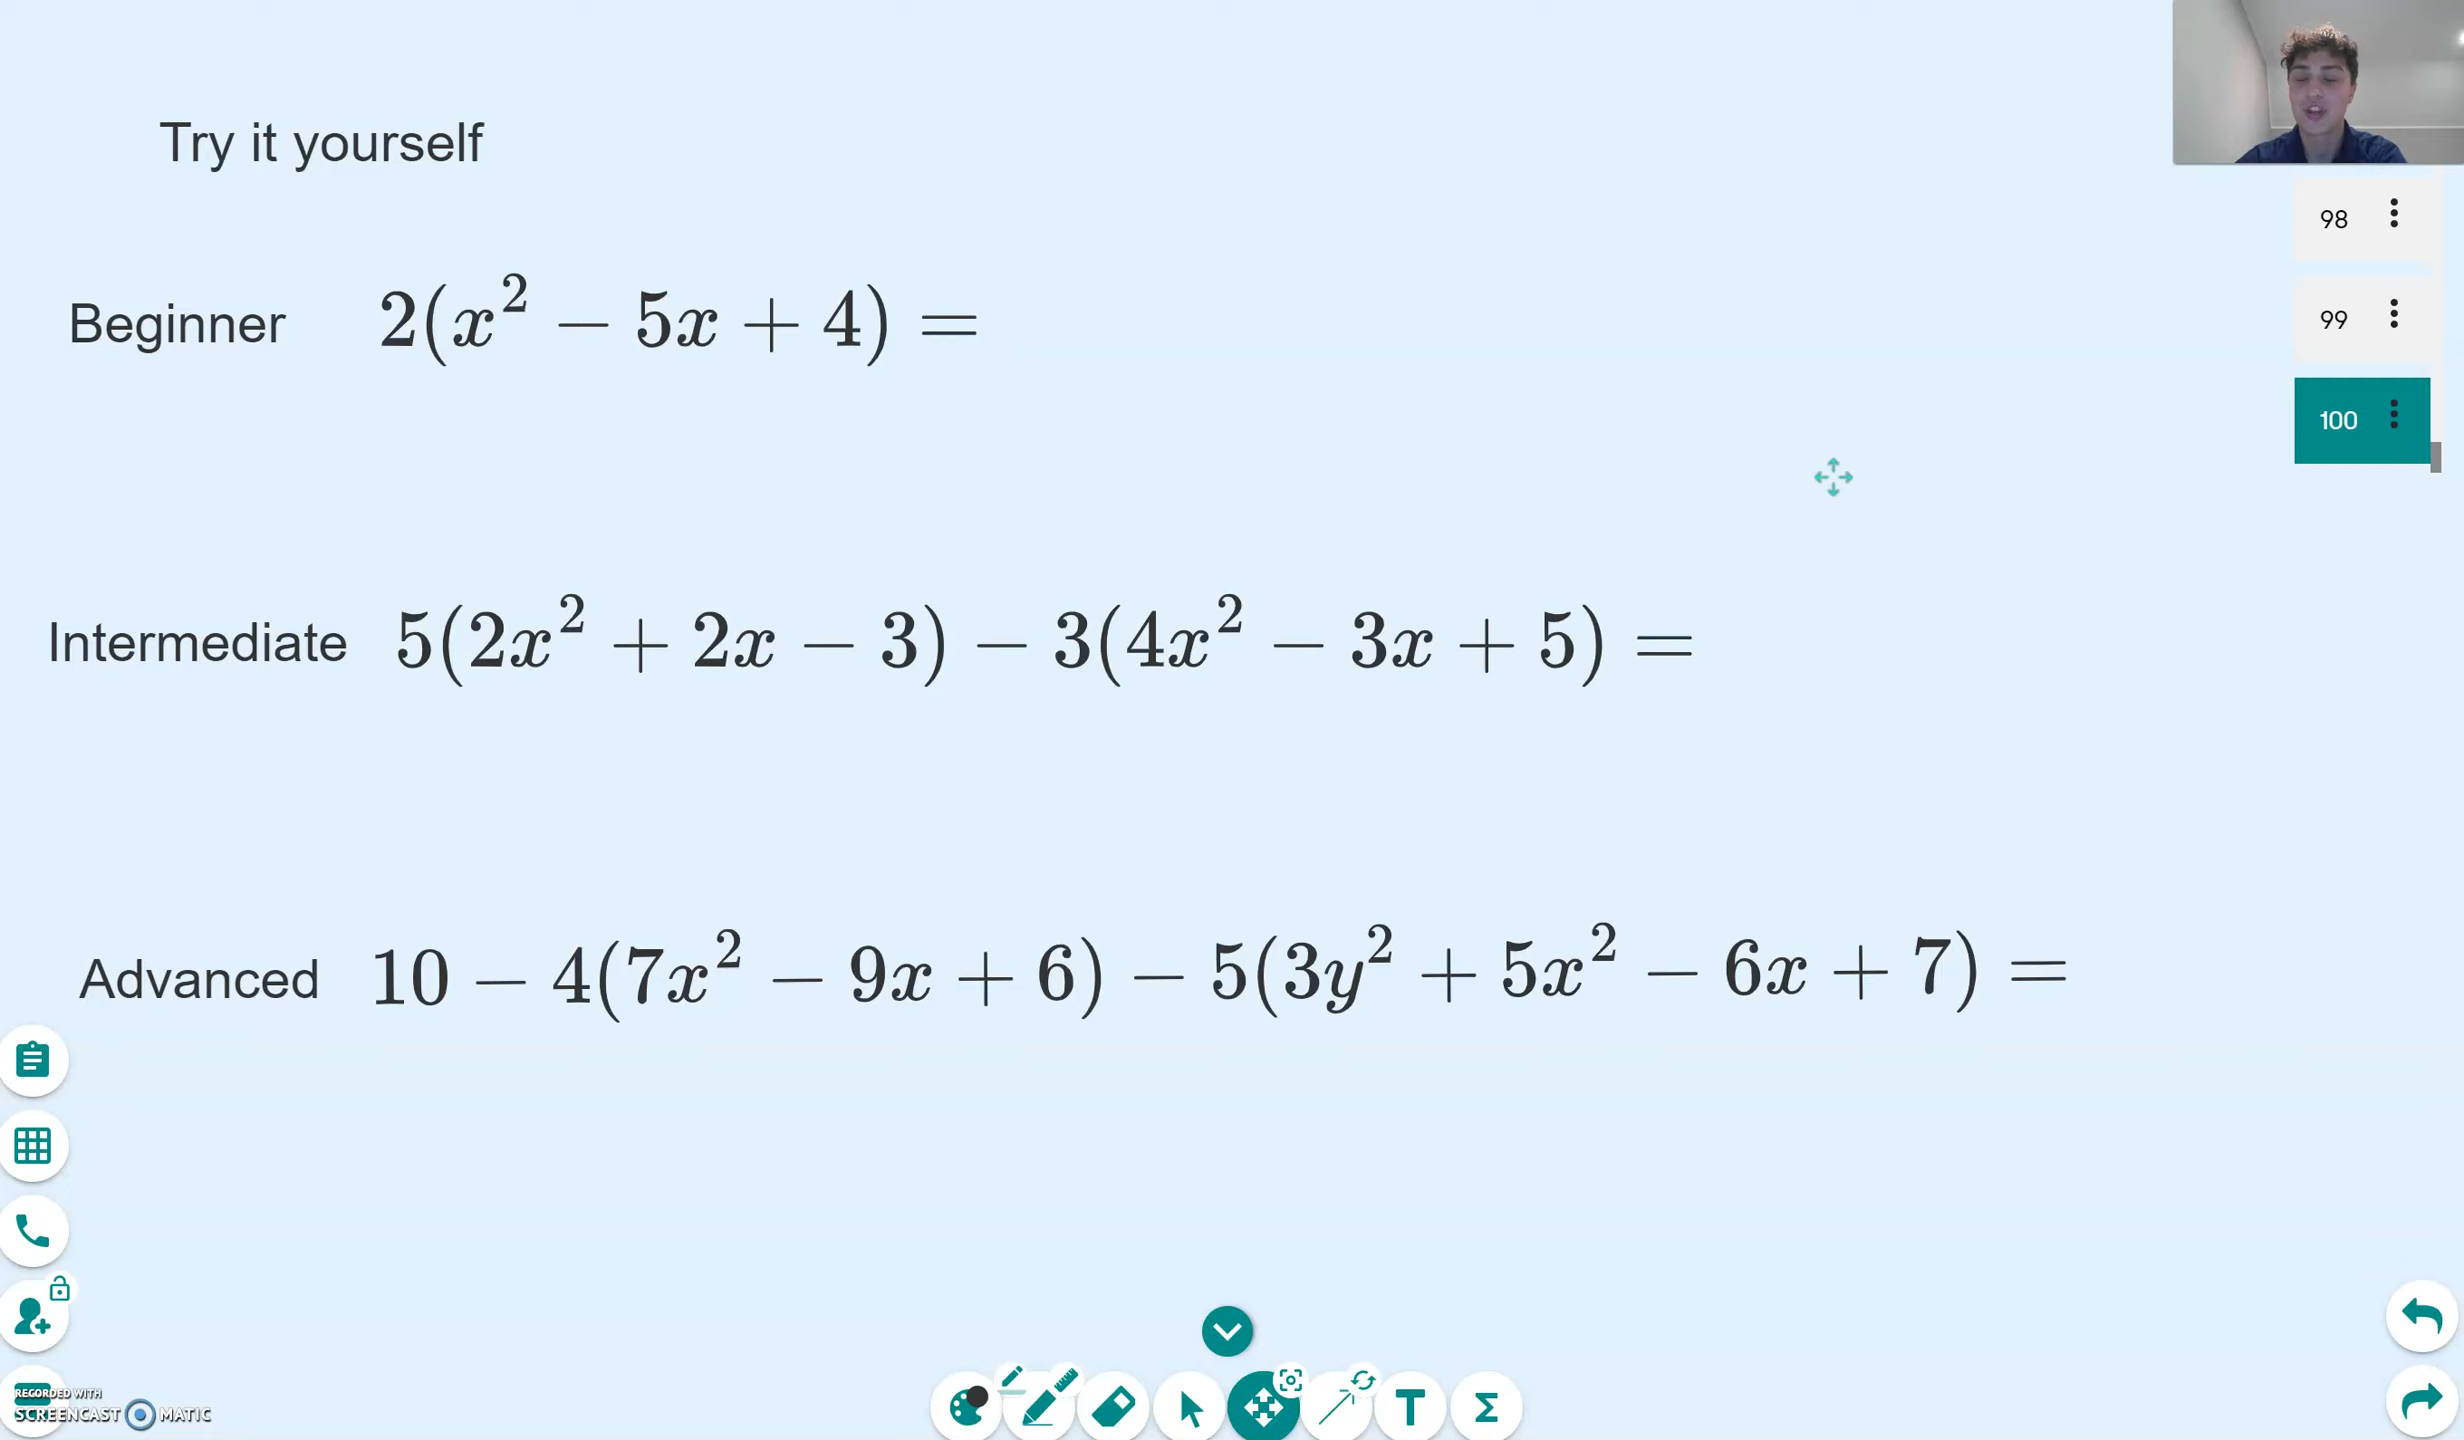 Try it yourself
98
99
100
Beginner 2(x² − 5x + 4) =
Intermediate 5(2x² + 2x − 3) − 3(4x² − 3x + 5) =
Advanced 10 − 4(7x² − 9x + 6) − 5(3y² + 5x² − 6x + 7) =
RECORDED WITH
SCREENCAST MATIC
T Σ